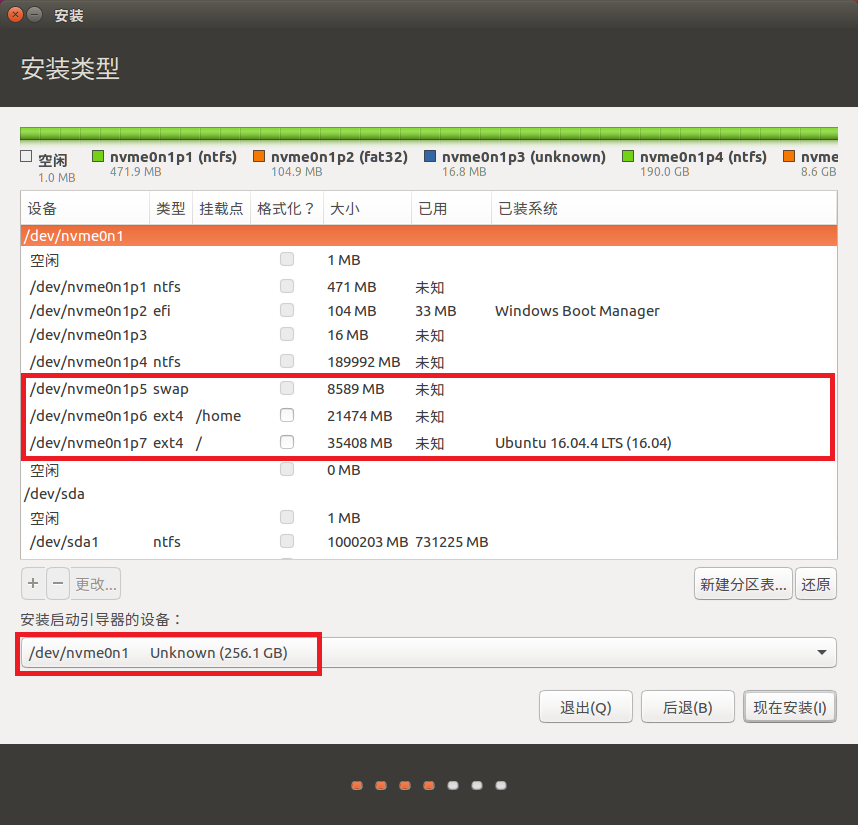 安装
安装类型
空闲 nvme0n1p1 (ntfs) nvme0n1p2 (fat32) nvme0n1p3 (unknown) nvme0n1p4 (ntfs) nvme
1.0 MB 471.9 MB 104.9 MB 16.8 MB 190.0 GB 8.6 GB
设备 类型 挂载点 格式化？ 大小 已用 已装系统
/dev/nvme0n1
空闲 1 MB
/dev/nvme0n1p1 ntfs 471 MB 未知
/dev/nvme0n1p2 efi 104 MB 33 MB Windows Boot Manager
/dev/nvme0n1p3 16 MB 未知
/dev/nvme0n1p4 ntfs 189992 MB 未知
/dev/nvme0n1p5 swap 8589 MB 未知
/dev/nvme0n1p6 ext4 /home 21474 MB 未知
/dev/nvme0n1p7 ext4 / 35408 MB 未知 Ubuntu 16.04.4 LTS (16.04)
空闲 0 MB
/dev/sda
空闲 1 MB
/dev/sda1 ntfs 1000203 MB 731225 MB
+ − 更改... 新建分区表... 还原
安装启动引导器的设备：
/dev/nvme0n1 Unknown (256.1 GB)
退出(Q) 后退(B) 现在安装(I)